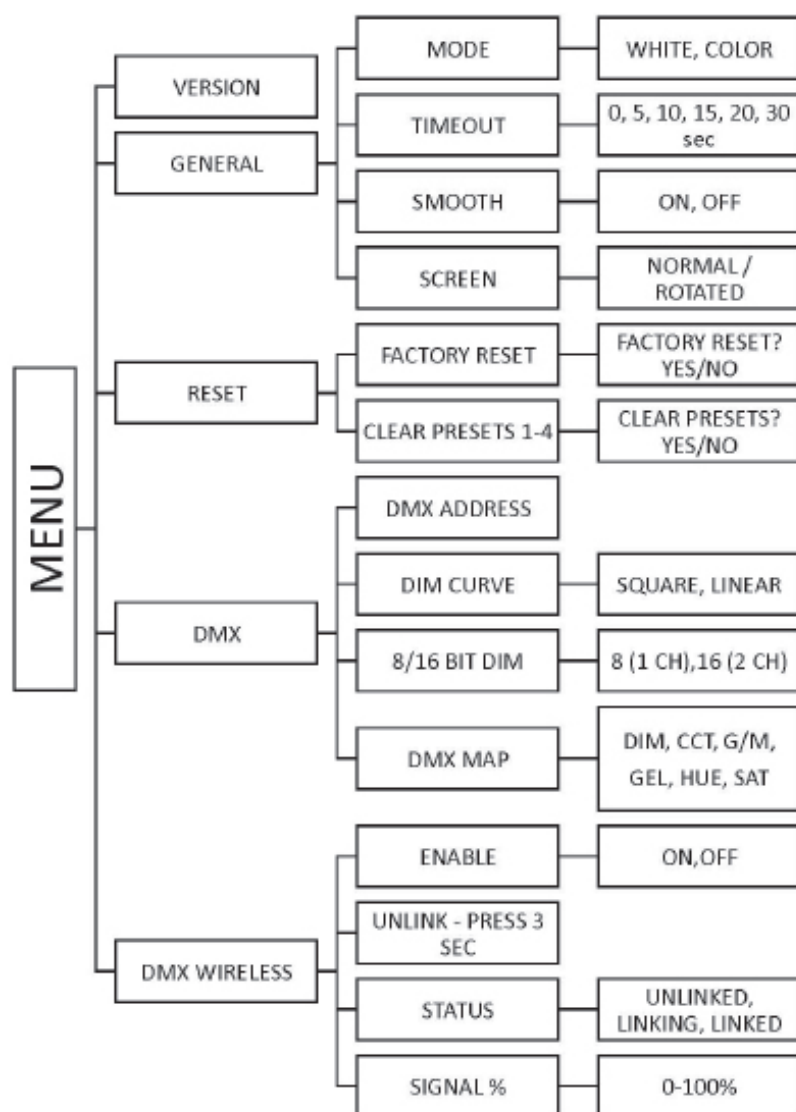 MENU
VERSION
GENERAL
MODE
WHITE, COLOR
TIMEOUT
0, 5, 10, 15, 20, 30
sec
SMOOTH
ON, OFF
SCREEN
NORMAL /
ROTATED
RESET
FACTORY RESET
FACTORY RESET?
YES/NO
CLEAR PRESETS 1-4
CLEAR PRESETS?
YES/NO
DMX
DMX ADDRESS
DIM CURVE
SQUARE, LINEAR
8/16 BIT DIM
8 (1 CH),16 (2 CH)
DMX MAP
DIM, CCT, G/M,
GEL, HUE, SAT
DMX WIRELESS
ENABLE
ON,OFF
UNLINK - PRESS 3
SEC
STATUS
UNLINKED,
LINKING, LINKED
SIGNAL %
0-100%